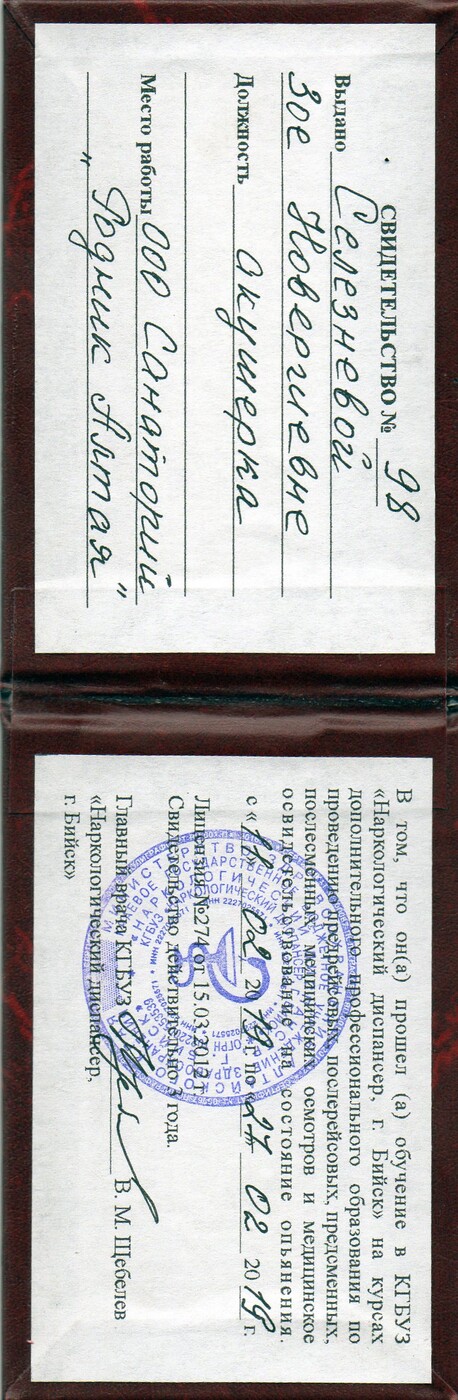 СВИДЕТЕЛЬСТВО № 98
Выдано Селезневой
Зое Новергиевне
Должность акушерка
Место работы ООО Санаторий
"Родник Алтая"
В том, что он(а) прошел (а) обучение в КГБУЗ
«Наркологический диспансер, г. Бийск» на курсах
дополнительного профессионального образования по
проведению предрейсовых, послерейсовых, предсменных,
послесменных медицинских осмотров и медицинское
освидетельствование на состояние опьянения.
с «18» 02 2019 г. по 27 02 2019 г.
Лицензия №274 от 15.03.2012 г.
Свидетельство действительно 3 года.
Главный врач КГБУЗ
«Наркологический диспансер, В. М. Щебелев
г. Бийск»